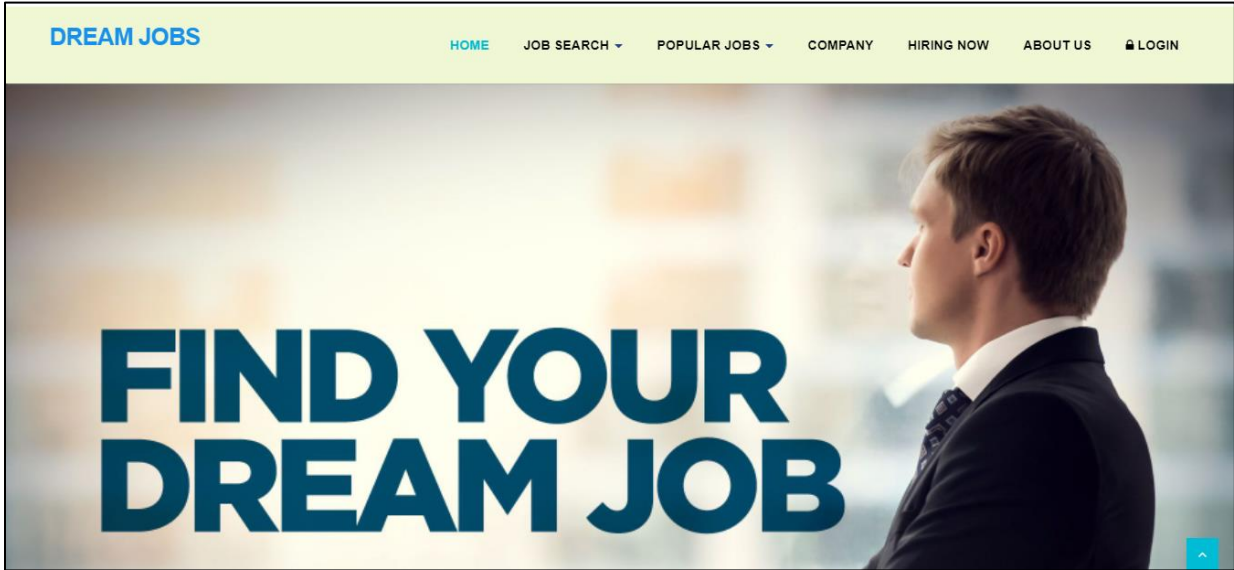 DREAM JOBS
HOME JOB SEARCH POPULAR JOBS COMPANY HIRING NOW ABOUT US LOGIN
FIND YOUR
DREAM JOB